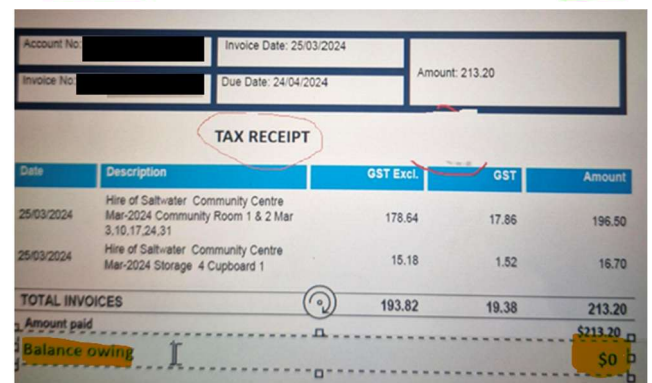 Account No:
Invoice Date: 25/03/2024
Amount: 213.20
Invoice No:
Due Date: 24/04/2024
TAX RECEIPT
Date Description GST Excl. GST Amount
25/03/2024 Hire of Saltwater Community Centre
Mar-2024 Community Room 1 & 2 Mar 178.64 17.86 196.50
3,10,17,24,31
25/03/2024 Hire of Saltwater Community Centre
Mar-2024 Storage 4 Cupboard 1 15.18 1.52 16.70
TOTAL INVOICES 193.82 19.38 213.20
Amount paid $213.20
Balance owing $0